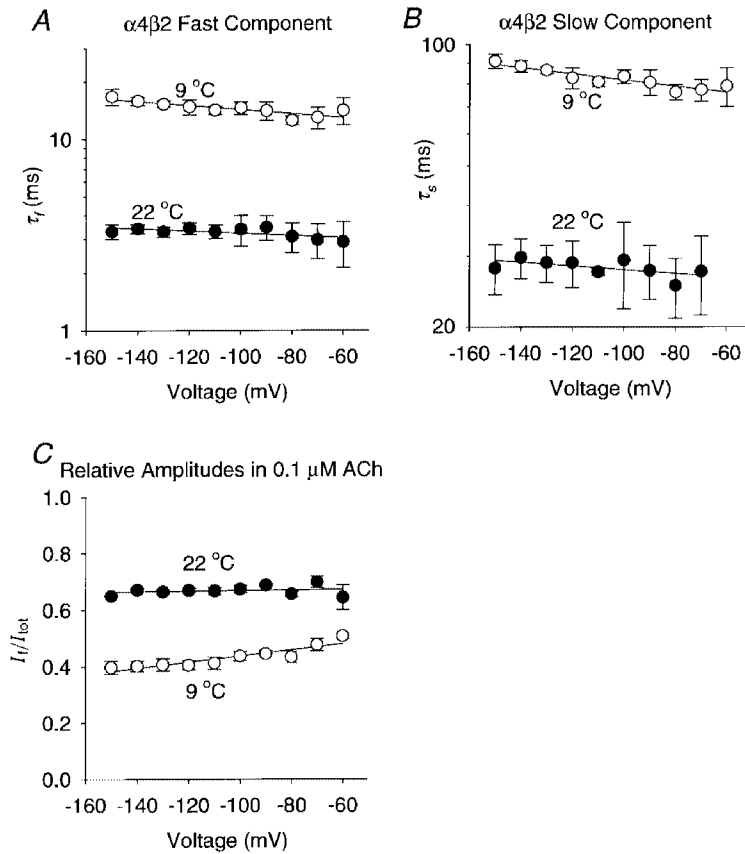 A
α4β2 Fast Component
τf (ms)
10
1
9 °C
22 °C
-160 -140 -120 -100 -80 -60
Voltage (mV)
B
α4β2 Slow Component
τs (ms)
100
20
9 °C
22 °C
-160 -140 -120 -100 -80 -60
Voltage (mV)
C
Relative Amplitudes in 0.1 μM ACh
If/Itot
1.0
0.8
0.6
0.4
0.2
0.0
22 °C
9 °C
-160 -140 -120 -100 -80 -60
Voltage (mV)